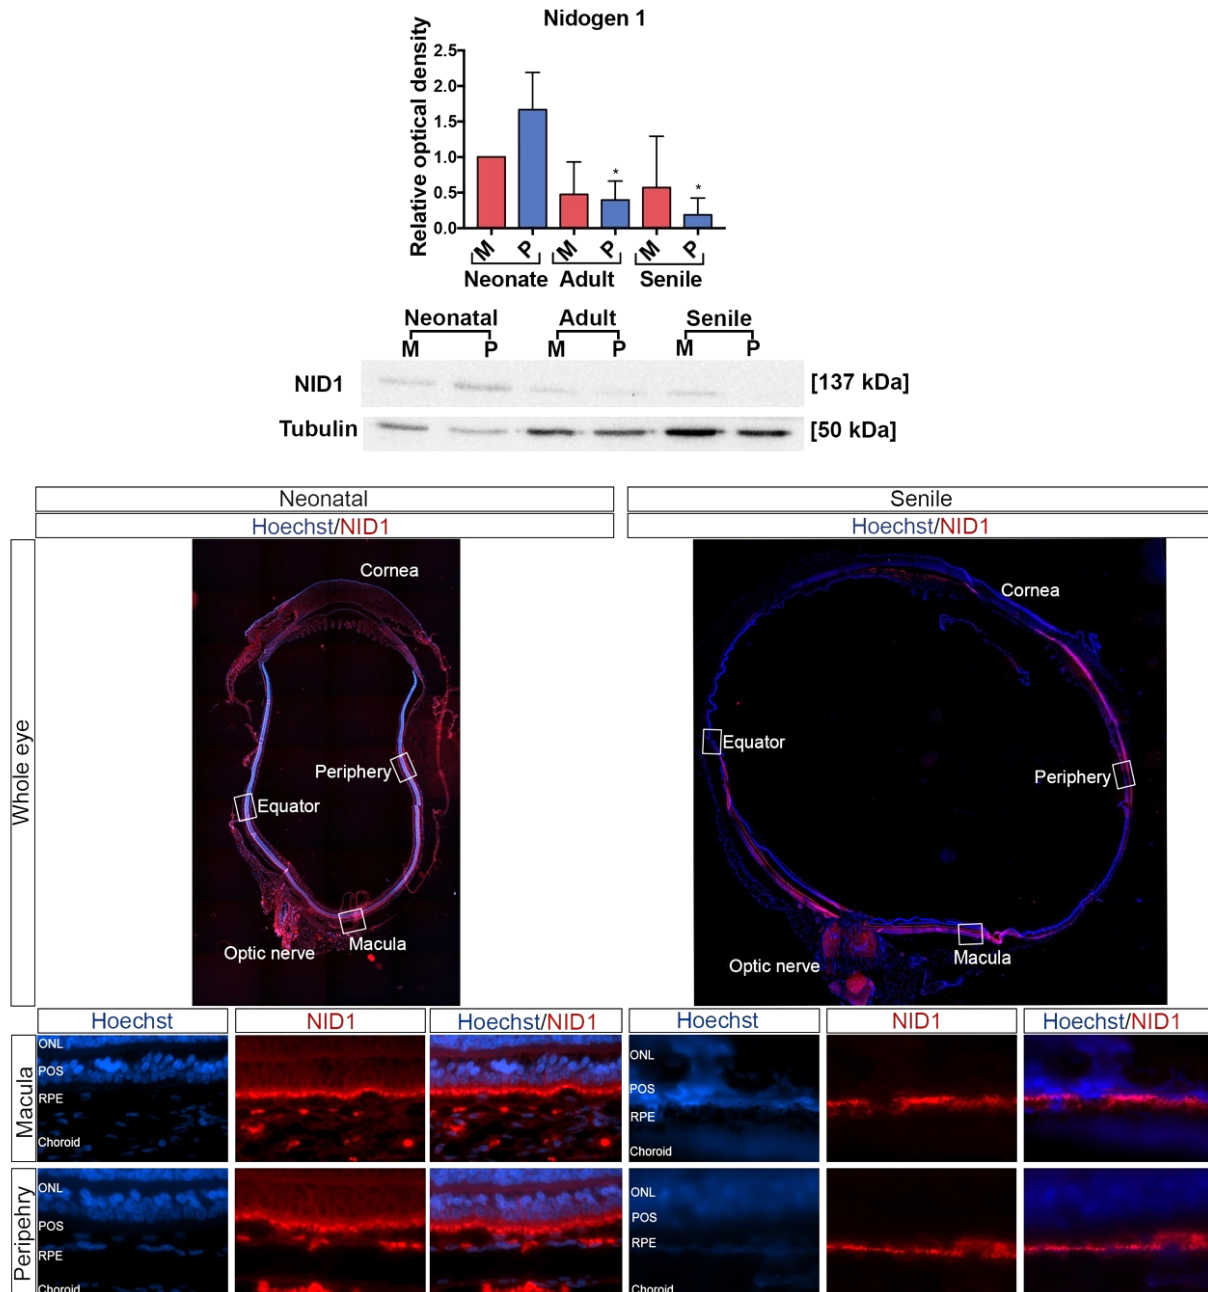 Nidogen 1
Relative optical density
2.5
2.0
1.5
1.0
0.5
0.0
* *
M P M P M P
Neonate Adult Senile
Neonatal Adult Senile
M P M P M P
NID1 [137 kDa]
Tubulin [50 kDa]
Neonatal Senile
Hoechst/NID1 Hoechst/NID1
Whole eye
Cornea
Periphery
Equator
Macula
Optic nerve
Cornea
Equator
Periphery
Macula
Optic nerve
Hoechst NID1 Hoechst/NID1 Hoechst NID1 Hoechst/NID1
Macula
ONL
POS
RPE
Choroid
ONL
POS
RPE
Choroid
Peripehry
ONL
POS
RPE
Choroid
ONL
POS
RPE
Choroid